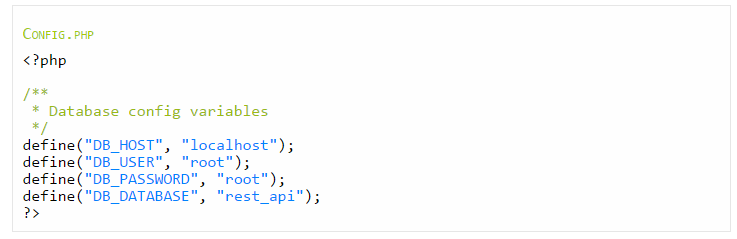 Config.php
<?php
/**
 * Database config variables
 */
define("DB_HOST", "localhost");
define("DB_USER", "root");
define("DB_PASSWORD", "root");
define("DB_DATABASE", "rest_api");
?>